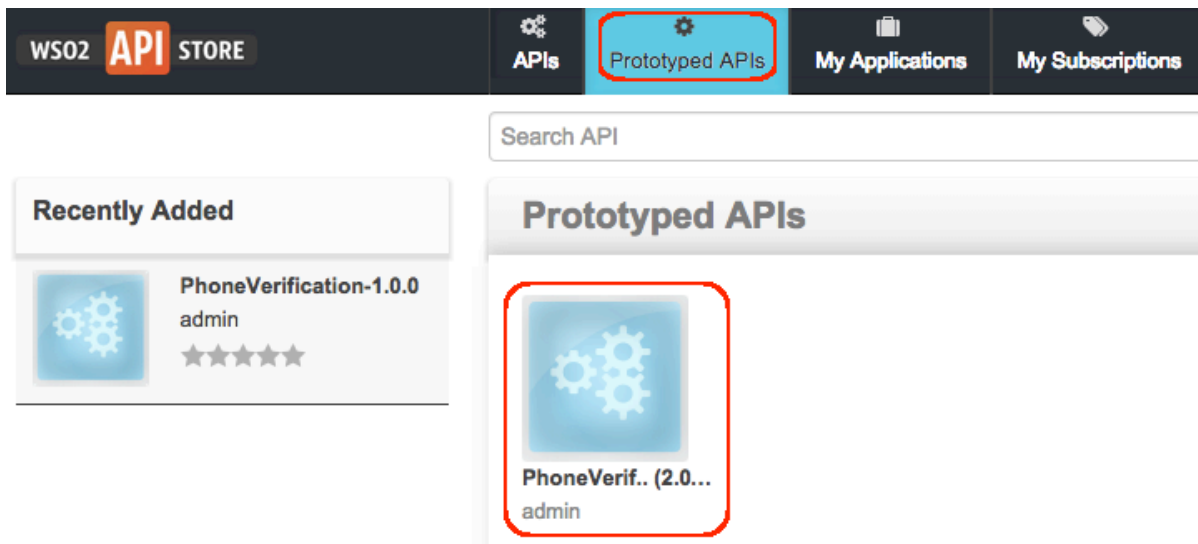 WSO2 API STORE
APIs
Prototyped APIs
My Applications
My Subscriptions
Search API
Recently Added
PhoneVerification-1.0.0
admin
Prototyped APIs
PhoneVerif.. (2.0...
admin